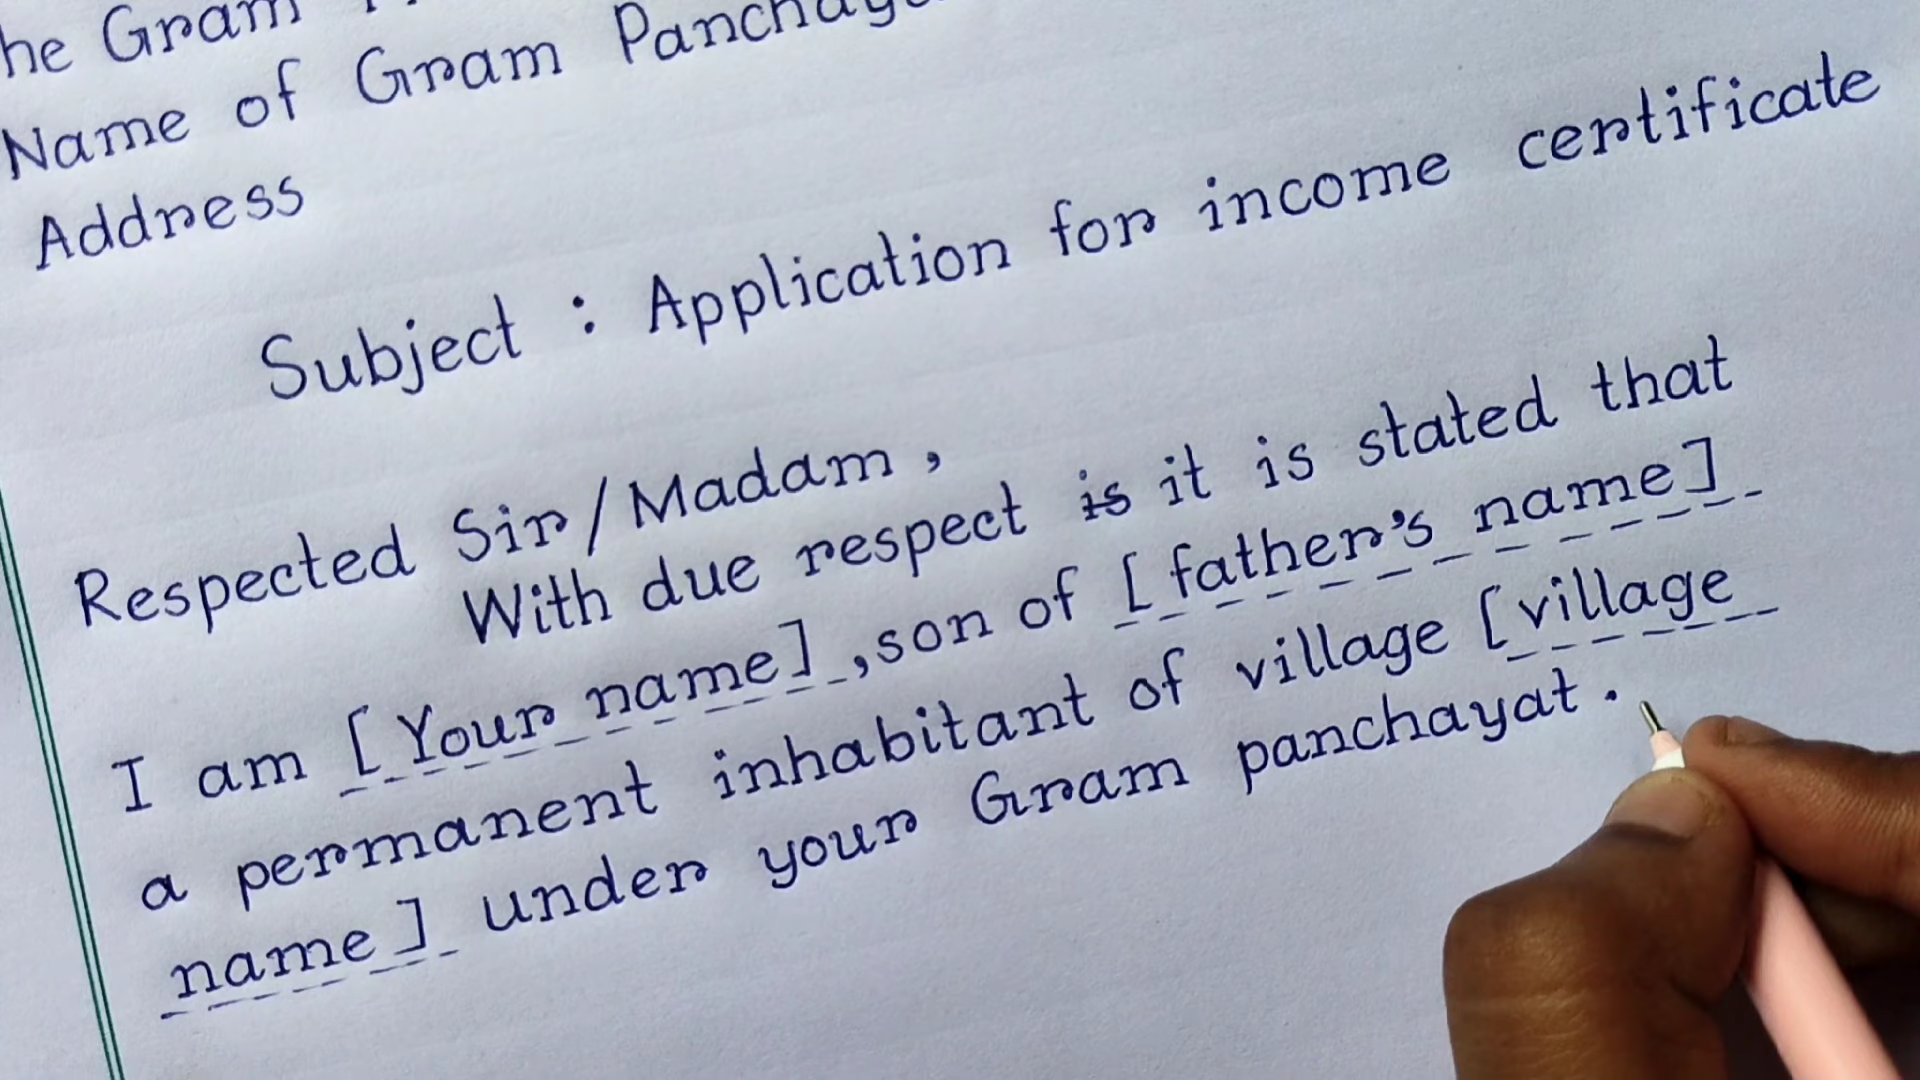 he Gram
Name of Gram Panchay
Address
Subject : Application for income certificate
Respected Sir/Madam,
With due respect is it is stated that
I am [Your name], son of [father's name]
a permanent inhabitant of village [village
name] under your Gram panchayat.